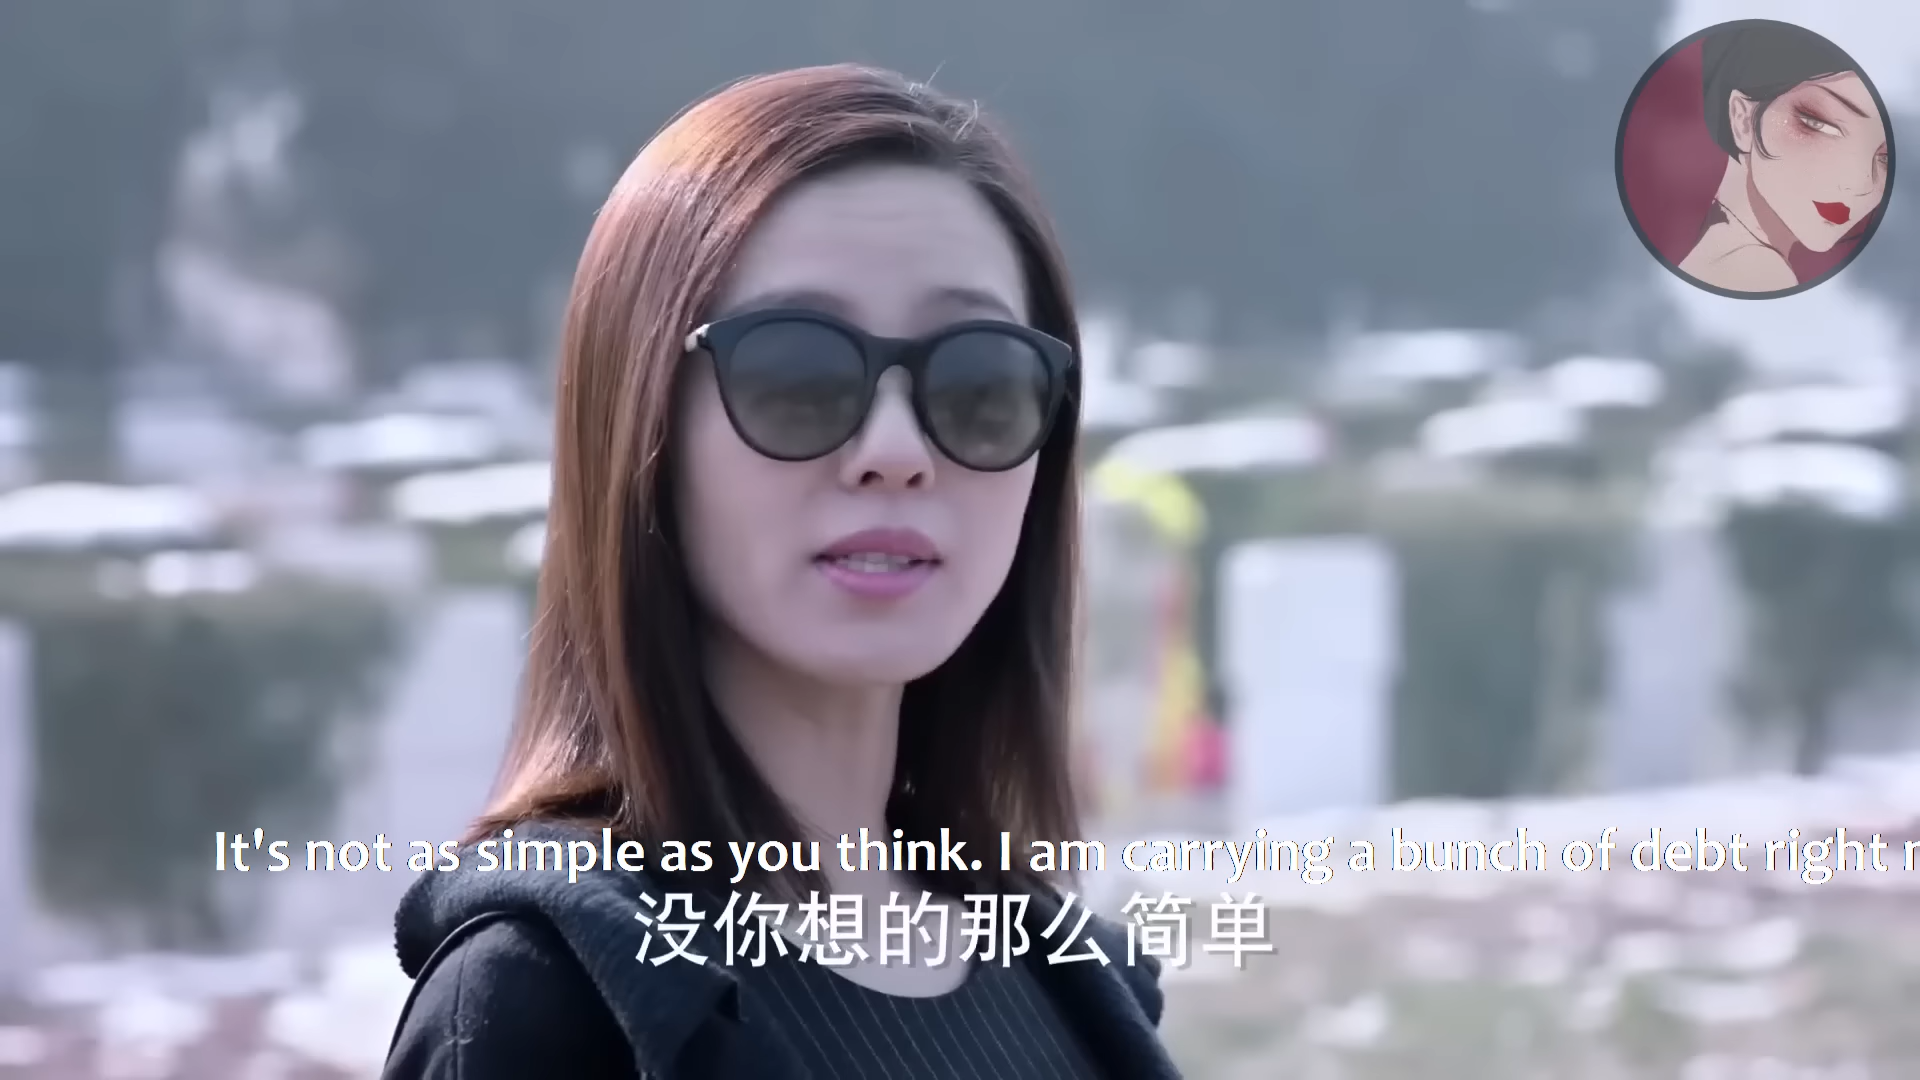 It's not as simple as you think. I am carrying a bunch of debt right
没你想的那么简单